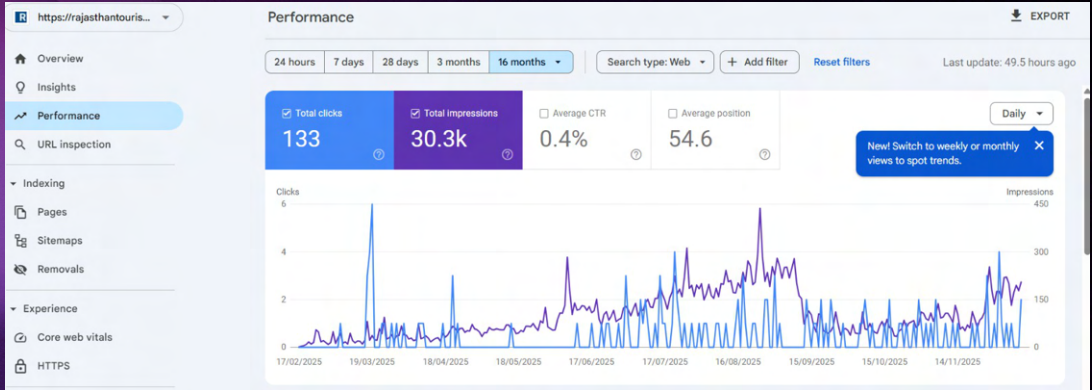 https://rajasthantouris...
Performance
EXPORT
Overview
Insights
Performance
URL inspection
Indexing
Pages
Sitemaps
Removals
Experience
Core web vitals
HTTPS
24 hours
7 days
28 days
3 months
16 months
Search type: Web
+ Add filter
Reset filters
Last update: 49.5 hours ago
Total clicks
133
Total impressions
30.3k
Average CTR
0.4%
Average position
54.6
Daily
New! Switch to weekly or monthly
views to spot trends.
Clicks
Impressions
6
450
4
300
2
150
0
0
17/02/2025
19/03/2025
18/04/2025
18/05/2025
17/06/2025
17/07/2025
16/08/2025
15/09/2025
15/10/2025
14/11/2025